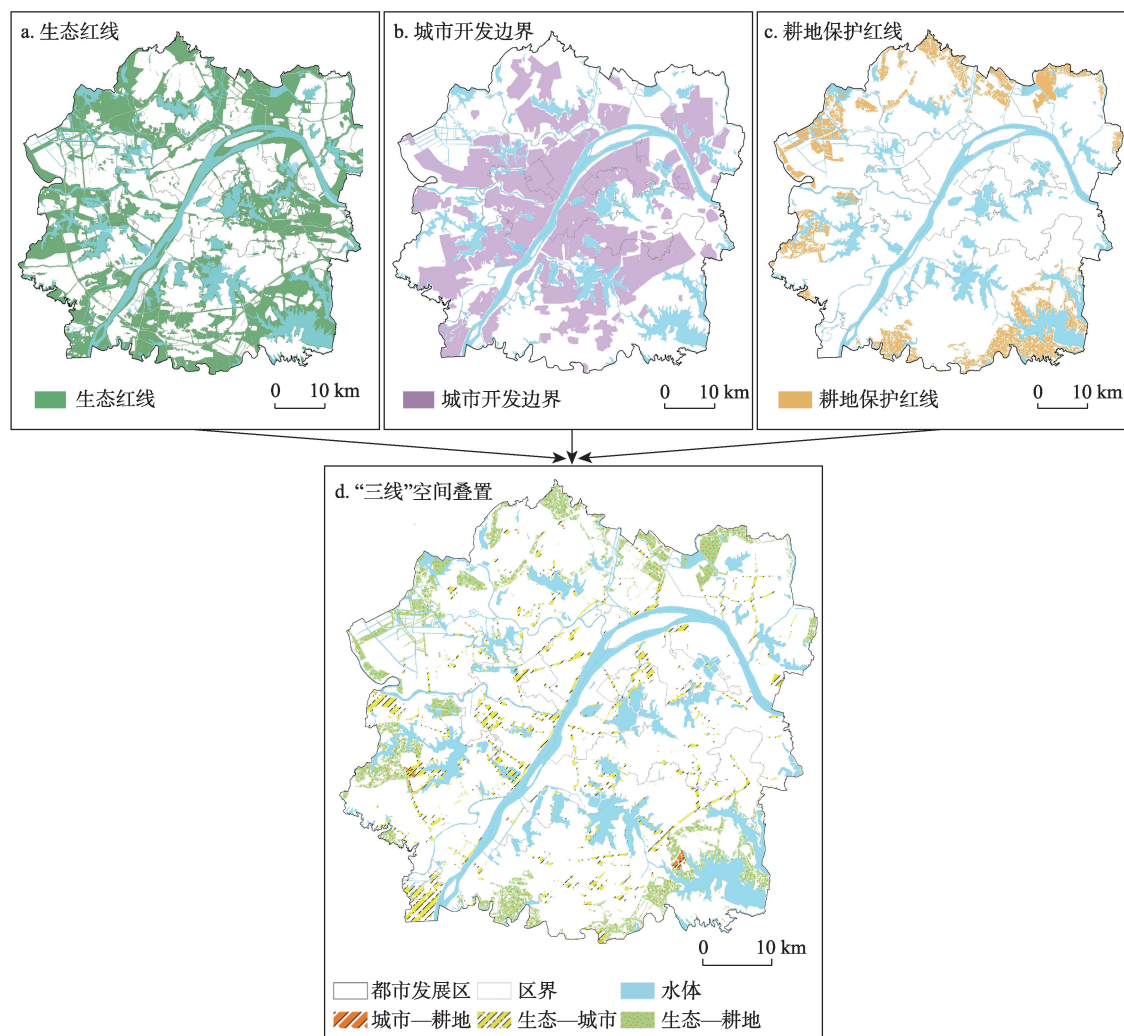 a. 生态红线
b. 城市开发边界
c. 耕地保护红线
生态红线
0 10 km
城市开发边界
0 10 km
耕地保护红线
0 10 km
d. “三线”空间叠置
0 10 km
都市发展区
区界
水体
城市—耕地
生态—城市
生态—耕地